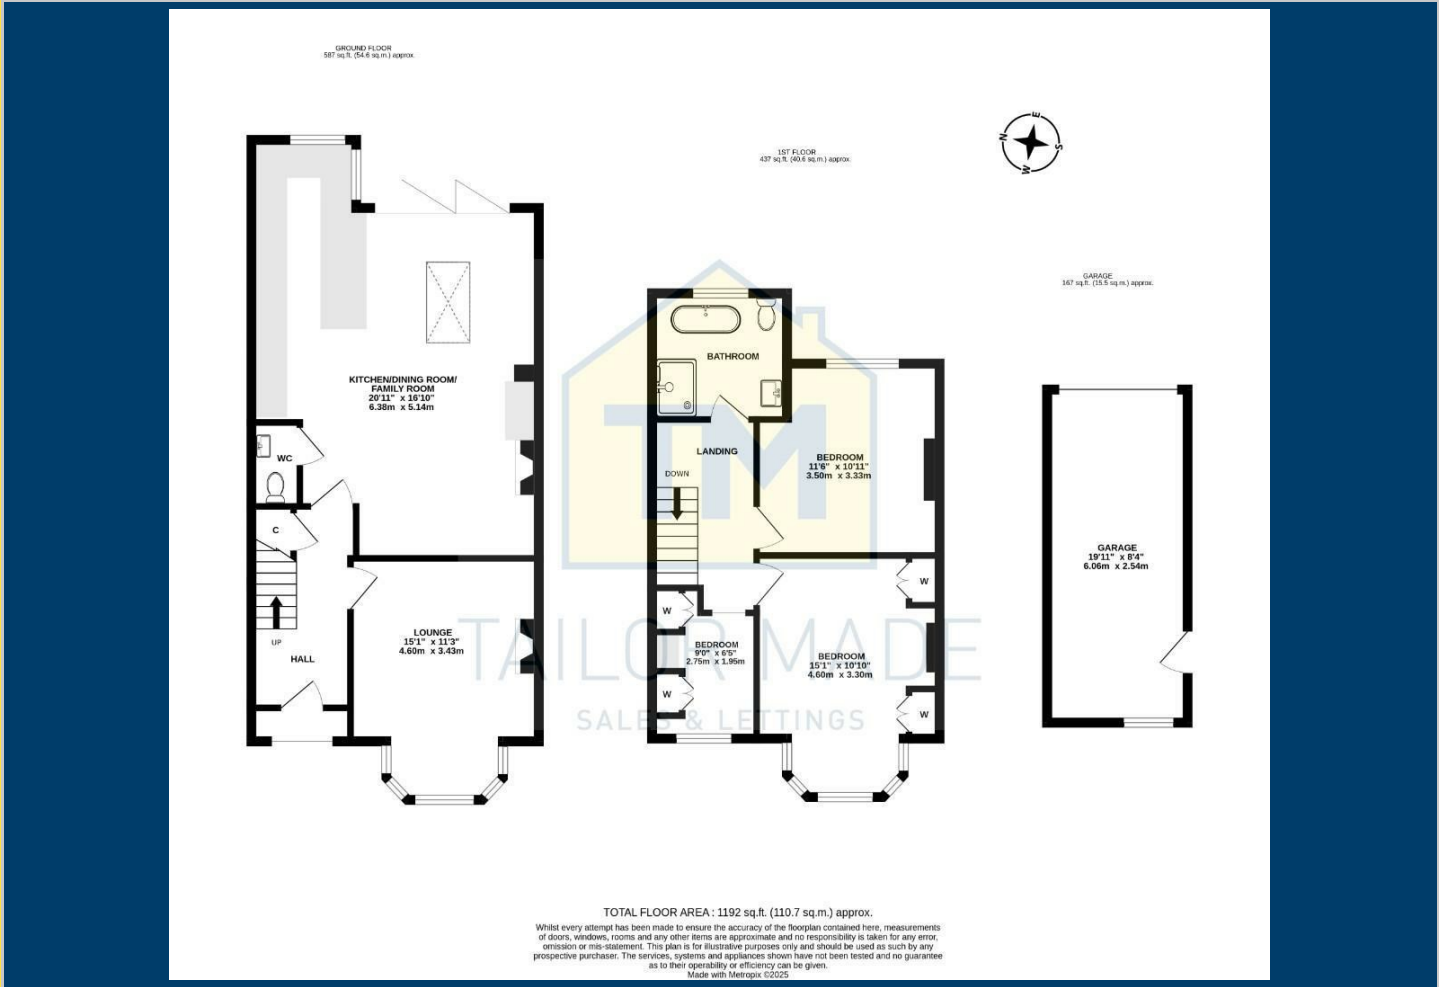 GROUND FLOOR
587 sq.ft. (54.6 sq.m.) approx.
1ST FLOOR
437 sq.ft. (40.6 sq.m.) approx.
N
E
S
W
GARAGE
167 sq.ft. (15.5 sq.m.) approx.
KITCHEN/DINING ROOM/
FAMILY ROOM
20'11" x 16'10"
6.38m x 5.14m
WC
C
UP
HALL
LOUNGE
15'1" x 11'3"
4.60m x 3.43m
BATHROOM
LANDING
DOWN
BEDROOM
11'6" x 10'11"
3.50m x 3.33m
W
W
BEDROOM
9'0" x 6'5"
2.75m x 1.95m
BEDROOM
15'1" x 10'10"
4.60m x 3.30m
W
W
GARAGE
19'11" x 8'4"
6.06m x 2.54m
TM
TAILOR MADE
SALES & LETTINGS
TOTAL FLOOR AREA : 1192 sq.ft. (110.7 sq.m.) approx.
Whilst every attempt has been made to ensure the accuracy of the floorplan contained here, measurements
of doors, windows, rooms and any other items are approximate and no responsibility is taken for any error,
omission or mis-statement. This plan is for illustrative purposes only and should be used as such by any
prospective purchaser. The services, systems and appliances shown have not been tested and no guarantee
as to their operability or efficiency can be given.
Made with Metropix ©2025